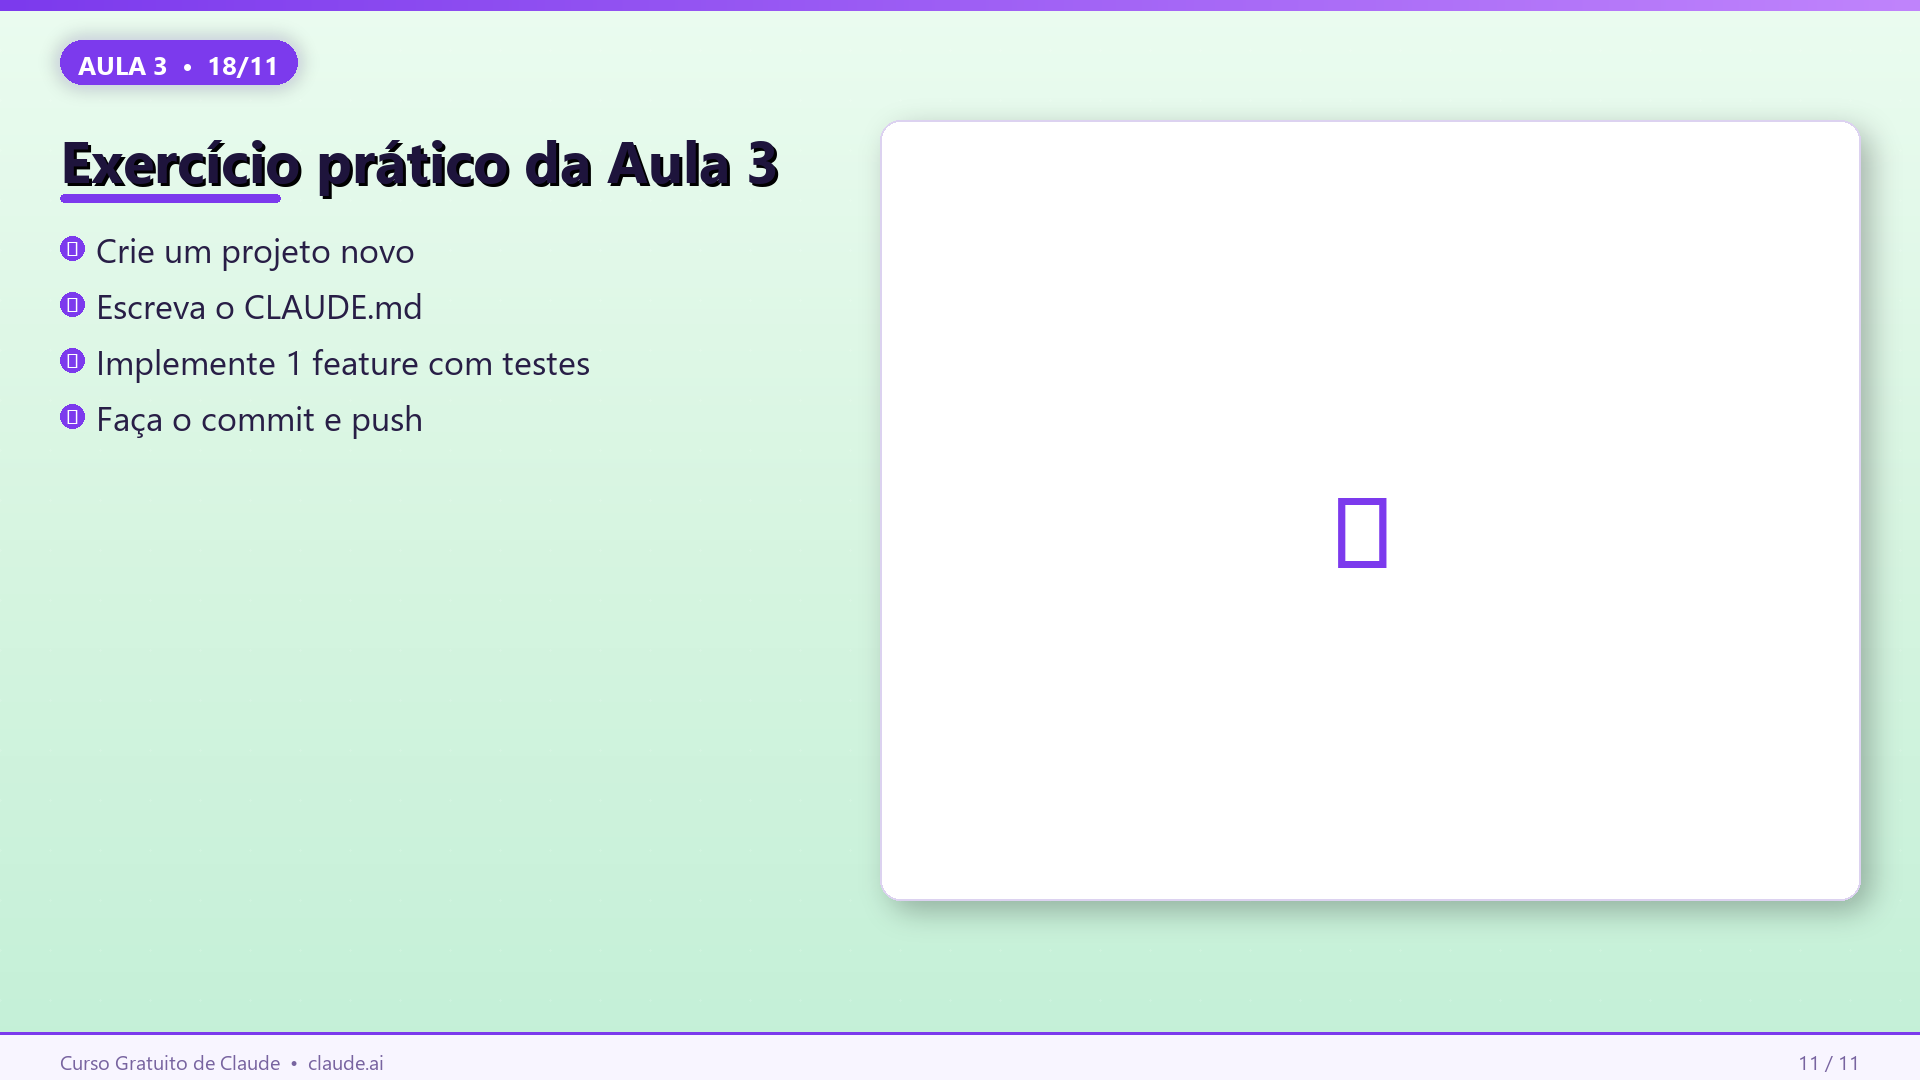 AULA 3 • 18/11
Exercício prático da Aula 3
Crie um projeto novo
Escreva o CLAUDE.md
Implemente 1 feature com testes
Faça o commit e push
Curso Gratuito de Claude • claude.ai
11 / 11